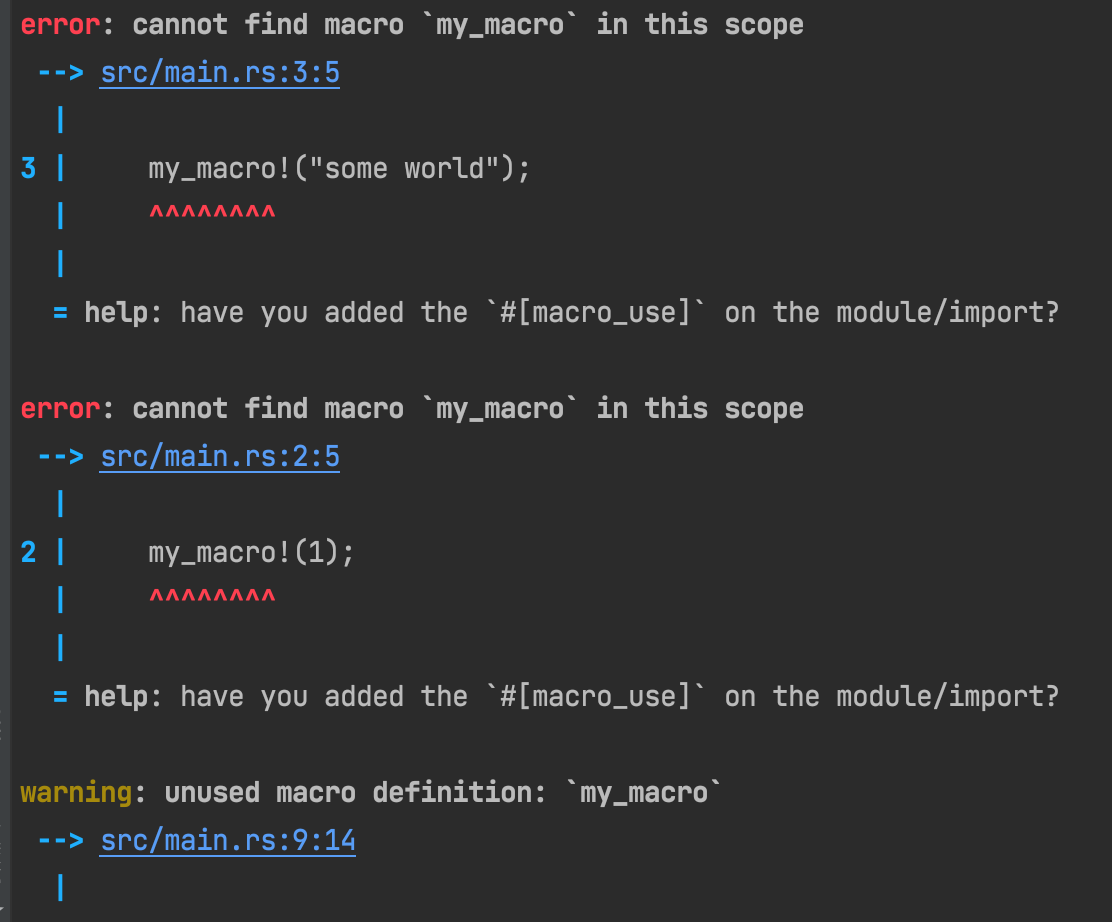 error: cannot find macro `my_macro` in this scope
 --> src/main.rs:3:5
  |
3 |     my_macro!("some world");
  |     ^^^^^^^^
  |
  = help: have you added the `#[macro_use]` on the module/import?

error: cannot find macro `my_macro` in this scope
 --> src/main.rs:2:5
  |
2 |     my_macro!(1);
  |     ^^^^^^^^
  |
  = help: have you added the `#[macro_use]` on the module/import?

warning: unused macro definition: `my_macro`
 --> src/main.rs:9:14
  |